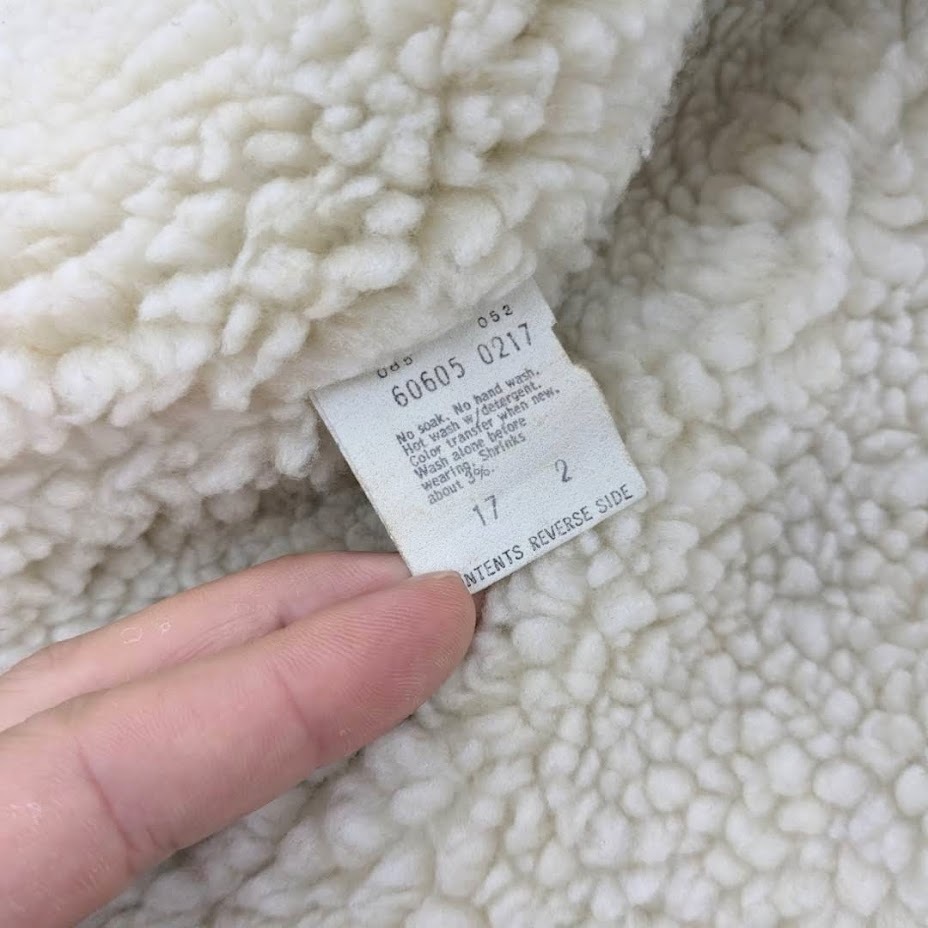 052
60605 0217
No soak. No hand wash.
Hot wash w/detergent.
Color transfer when new.
Wash alone before
wearing. Shrinks
about 3%.
17 2
NTENTS REVERSE SIDE